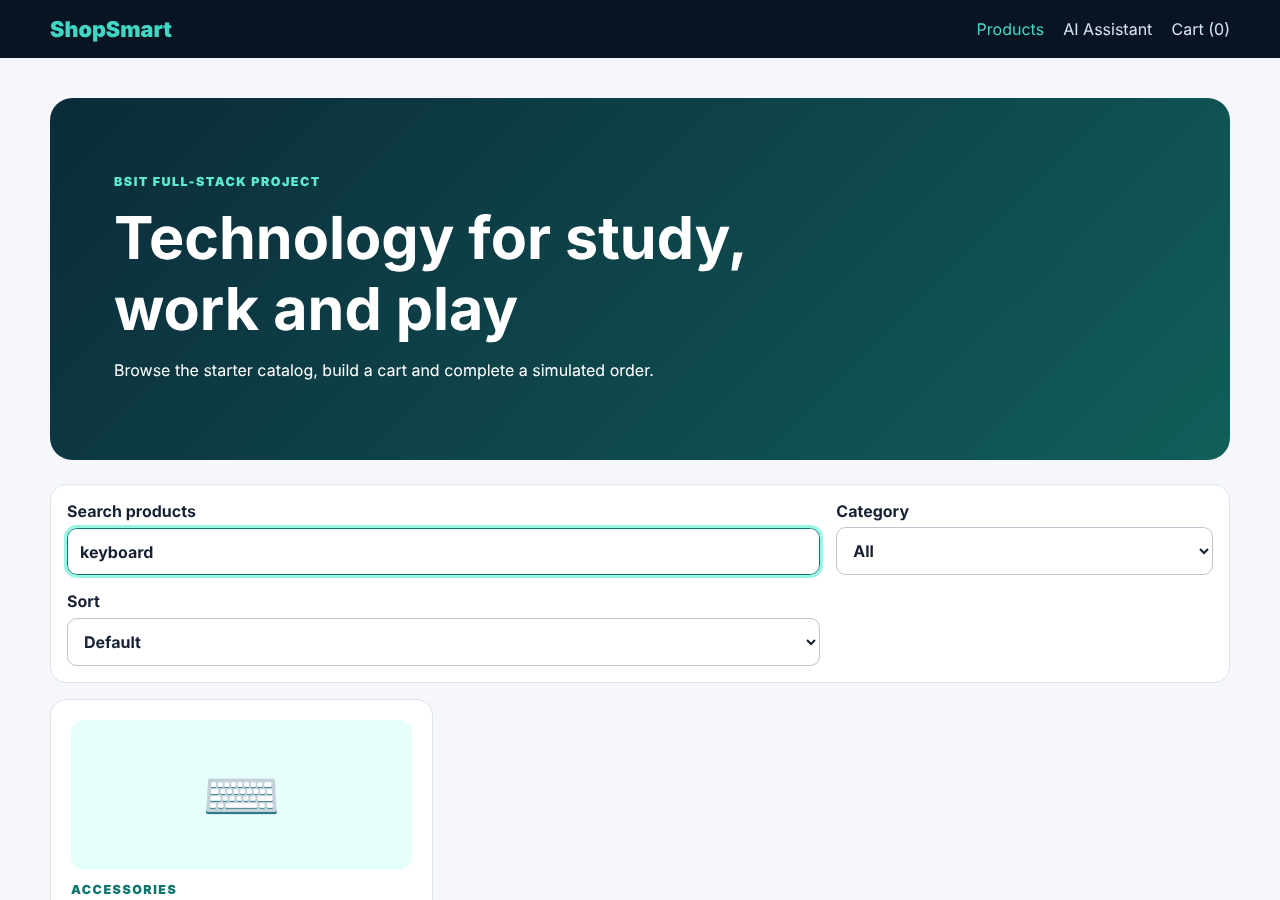 ShopSmart
Products
AI Assistant
Cart (0)
BSIT FULL-STACK PROJECT
Technology for study,
work and play
Browse the starter catalog, build a cart and complete a simulated order.
Search products
Category
keyboard
All
Sort
Default
ACCESSORIES